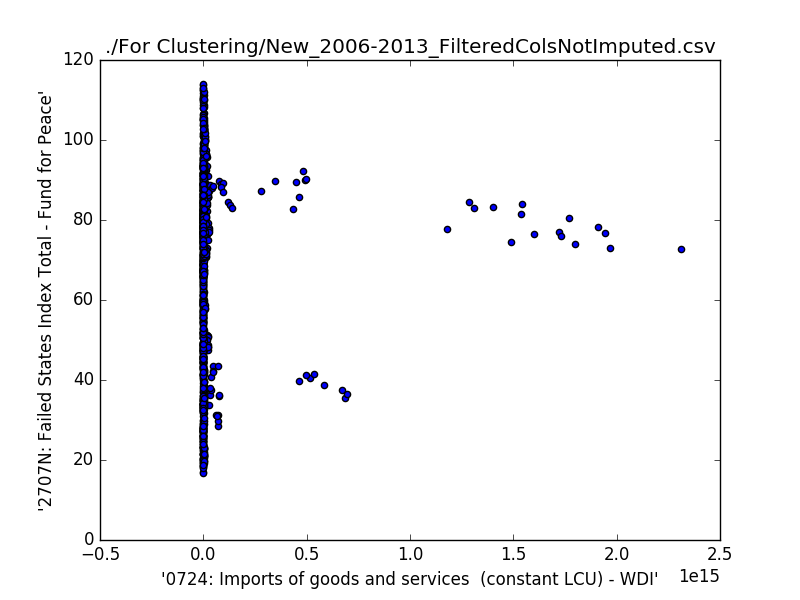 ./For Clustering/New_2006-2013_FilteredColsNotImputed.csv
120
100
80
60
40
20
0
'2707N: Failed States Index Total - Fund for Peace'
−0.5 0.0 0.5 1.0 1.5 2.0 2.5
1e15
'0724: Imports of goods and services  (constant LCU) - WDI'